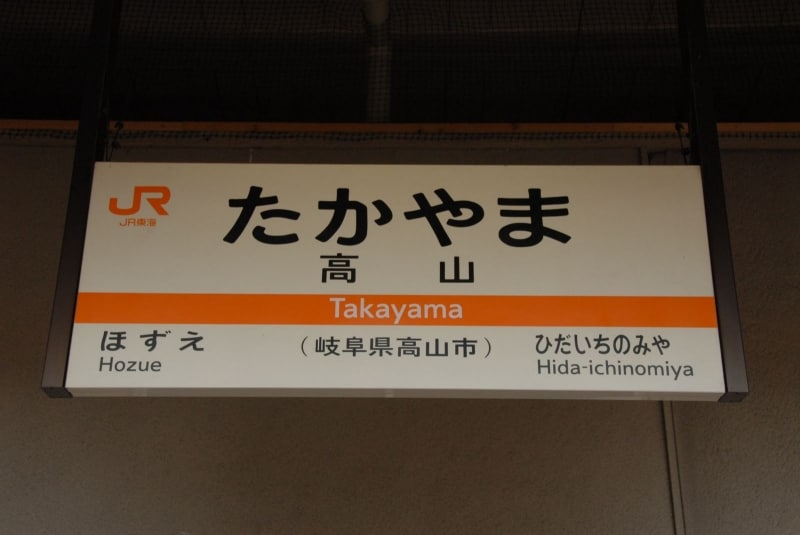 JR
JR東海
たかやま
高山
Takayama
ほずえ
Hozue
(岐阜県高山市)
ひだいちのみや
Hida-ichinomiya